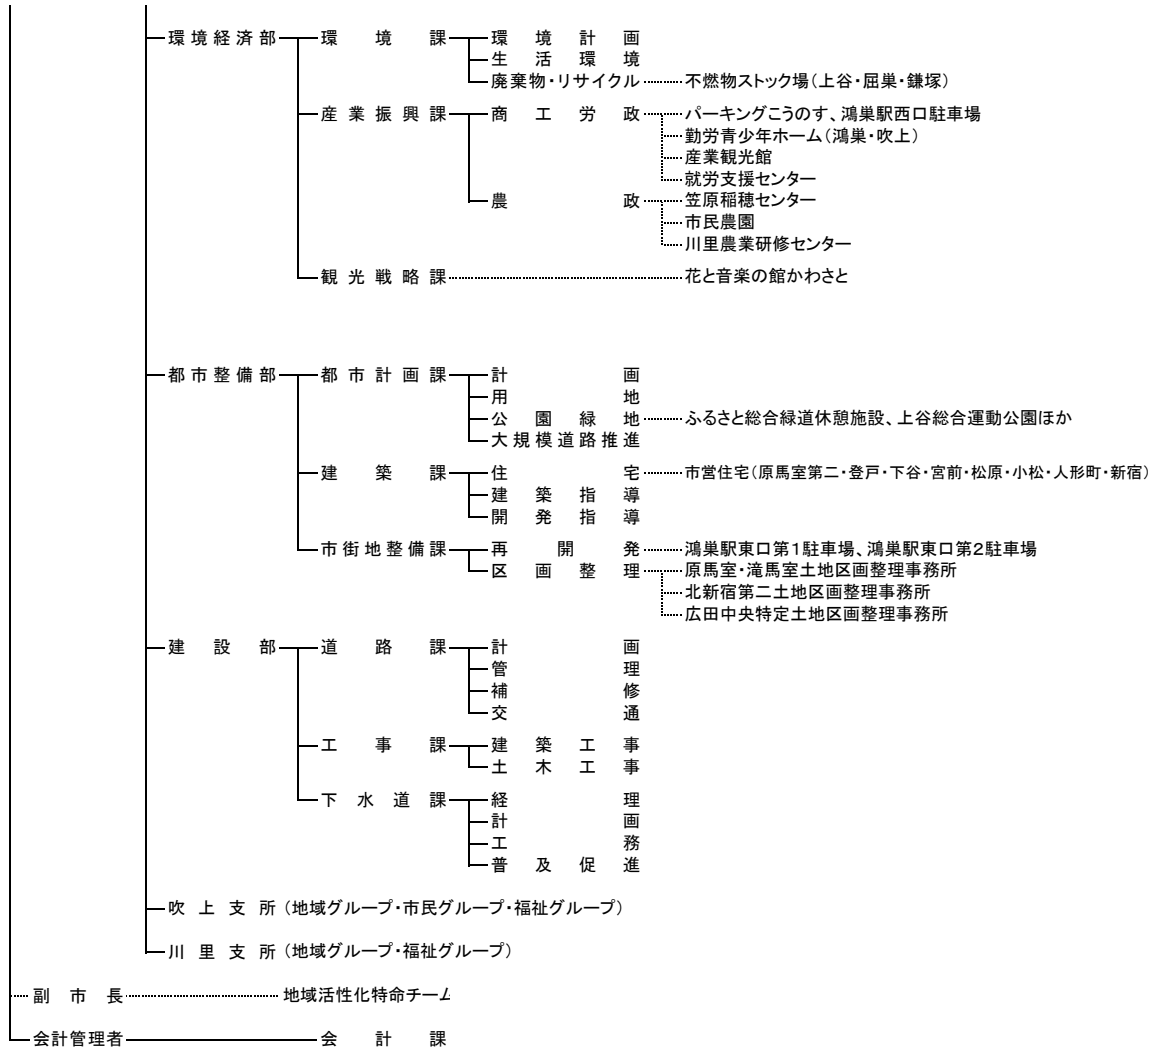 環境経済部 環境課 環境計画
生活環境
廃棄物・リサイクル 不燃物ストック場（上谷・屈巣・鎌塚）
産業振興課 商工労政 パーキングこうのす、鴻巣駅西口駐車場
勤労青少年ホーム（鴻巣・吹上）
産業観光館
就労支援センター
農政 笠原稲穂センター
市民農園
川里農業研修センター
観光戦略課 花と音楽の館かわさと
都市整備部 都市計画課 計画
用地
公園緑地 ふるさと総合緑道休憩施設、上谷総合運動公園ほか
大規模道路推進
建築課 住宅 市営住宅（原馬室第二・登戸・下谷・宮前・松原・小松・人形町・新宿）
建築指導
開発指導
市街地整備課 再開発 鴻巣駅東口第１駐車場、鴻巣駅東口第２駐車場
区画整理 原馬室・滝馬室土地区画整理事務所
北新宿第二土地区画整理事務所
広田中央特定土地区画整理事務所
建設部 道路課 計画
管理
補修
交通
工事課 建築工事
土木工事
下水道課 経理
計画
工務
普及促進
吹上支所（地域グループ・市民グループ・福祉グループ）
川里支所（地域グループ・福祉グループ）
副市長 地域活性化特命チーム
会計管理者 会計課